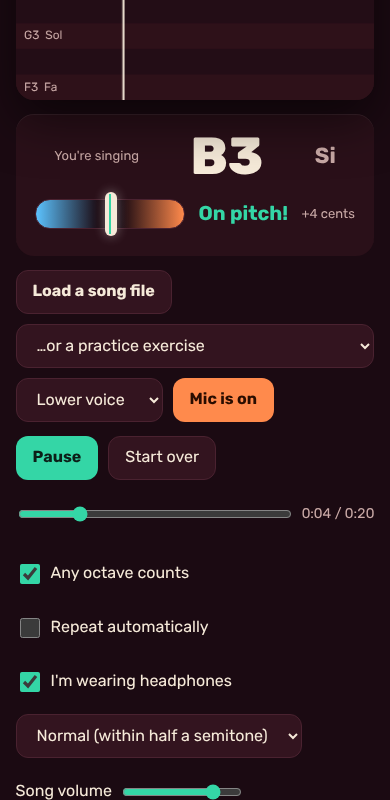 G3 Sol
F3 Fa
You're singing B3 Si
On pitch! +4 cents
Load a song file
…or a practice exercise
Lower voice Mic is on
Pause Start over
0:04 / 0:20
Any octave counts
Repeat automatically
I'm wearing headphones
Normal (within half a semitone)
Song volume